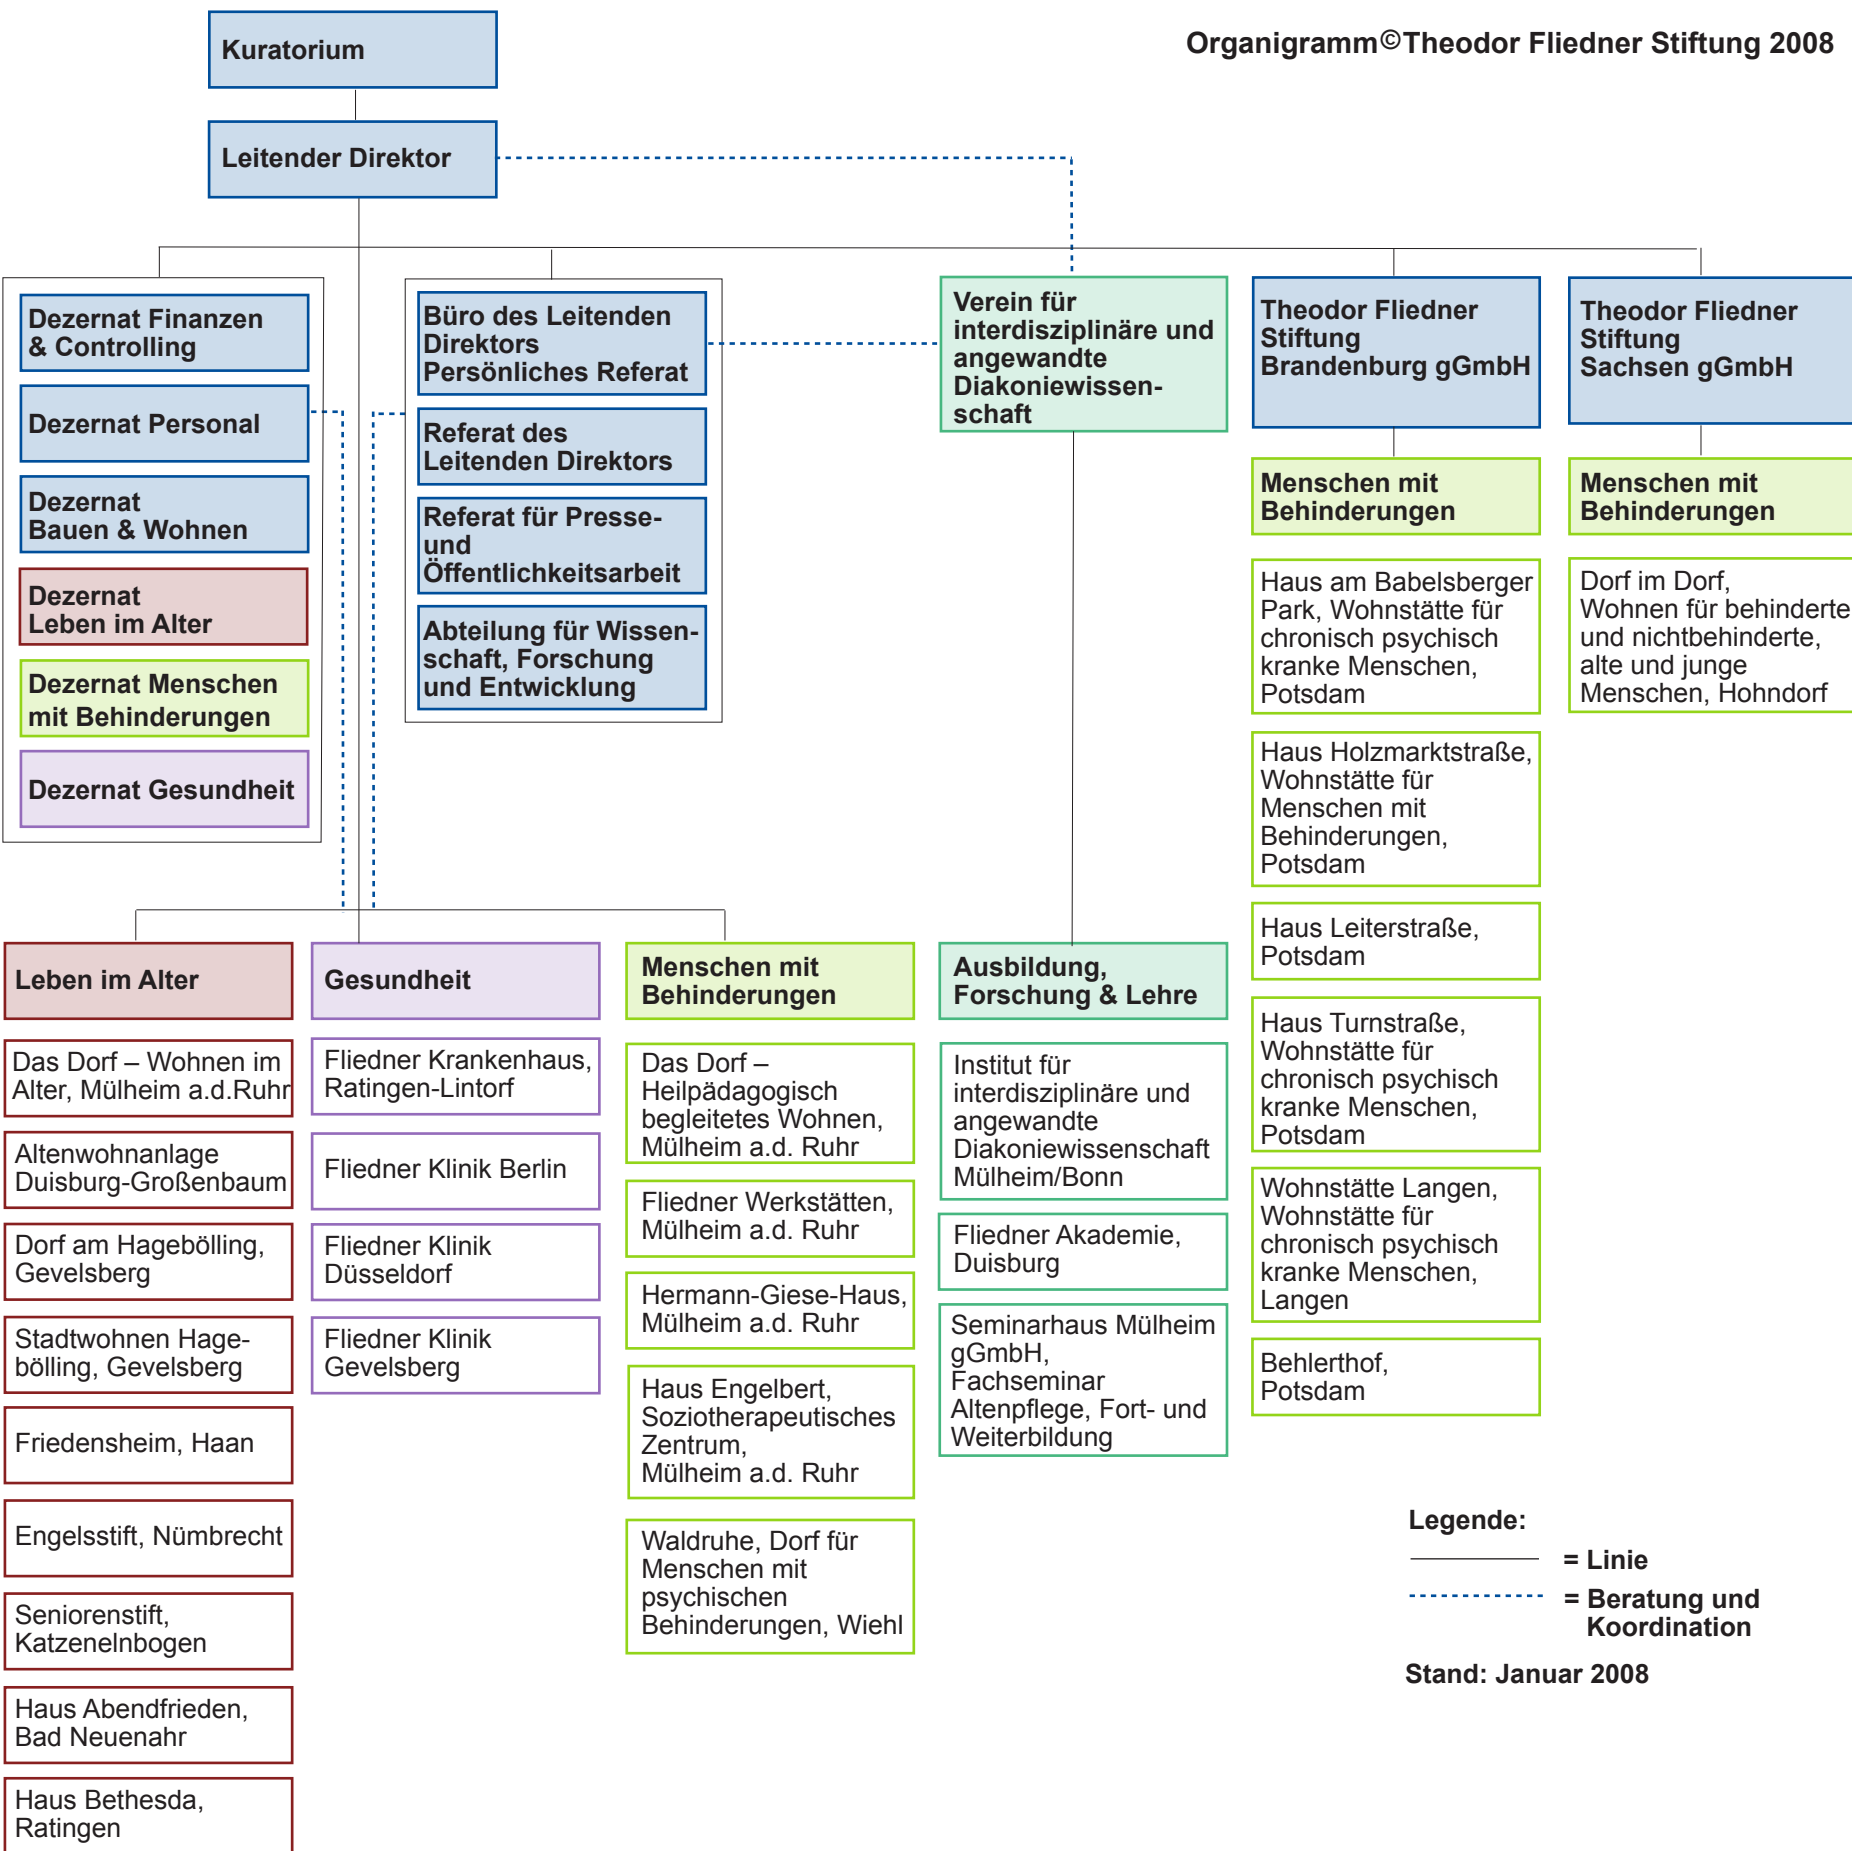 Organigramm©Theodor Fliedner Stiftung 2008
Kuratorium
Leitender Direktor
Dezernat Finanzen
& Controlling
Dezernat Personal
Dezernat
Bauen & Wohnen
Dezernat
Leben im Alter
Dezernat Menschen
mit Behinderungen
Dezernat Gesundheit
Büro des Leitenden
Direktors
Persönliches Referat
Referat des
Leitenden Direktors
Referat für Presse-
und
Öffentlichkeitsarbeit
Abteilung für Wissen-
schaft, Forschung
und Entwicklung
Verein für
interdisziplinäre und
angewandte
Diakoniewissen-
schaft
Theodor Fliedner
Stiftung
Brandenburg gGmbH
Menschen mit
Behinderungen
Haus am Babelsberger
Park, Wohnstätte für
chronisch psychisch
kranke Menschen,
Potsdam
Haus Holzmarktstraße,
Wohnstätte für
Menschen mit
Behinderungen,
Potsdam
Haus Leiterstraße,
Potsdam
Haus Turnstraße,
Wohnstätte für
chronisch psychisch
kranke Menschen,
Potsdam
Wohnstätte Langen,
Wohnstätte für
chronisch psychisch
kranke Menschen,
Langen
Behlerthof,
Potsdam
Theodor Fliedner
Stiftung
Sachsen gGmbH
Menschen mit
Behinderungen
Dorf im Dorf,
Wohnen für behinderte
und nichtbehinderte,
alte und junge
Menschen, Hohndorf
Leben im Alter
Das Dorf – Wohnen im
Alter, Mülheim a.d.Ruhr
Altenwohnanlage
Duisburg-Großenbaum
Dorf am Hagebölling,
Gevelsberg
Stadtwohnen Hage-
bölling, Gevelsberg
Friedensheim, Haan
Engelsstift, Nümbrecht
Seniorenstift,
Katzenelnbogen
Haus Abendfrieden,
Bad Neuenahr
Haus Bethesda,
Ratingen
Gesundheit
Fliedner Krankenhaus,
Ratingen-Lintorf
Fliedner Klinik Berlin
Fliedner Klinik
Düsseldorf
Fliedner Klinik
Gevelsberg
Menschen mit
Behinderungen
Das Dorf –
Heilpädagogisch
begleitetes Wohnen,
Mülheim a.d. Ruhr
Fliedner Werkstätten,
Mülheim a.d. Ruhr
Hermann-Giese-Haus,
Mülheim a.d. Ruhr
Haus Engelbert,
Soziotherapeutisches
Zentrum,
Mülheim a.d. Ruhr
Waldruhe, Dorf für
Menschen mit
psychischen
Behinderungen, Wiehl
Ausbildung,
Forschung & Lehre
Institut für
interdisziplinäre und
angewandte
Diakoniewissenschaft
Mülheim/Bonn
Fliedner Akademie,
Duisburg
Seminarhaus Mülheim
gGmbH,
Fachseminar
Altenpflege, Fort- und
Weiterbildung
Legende:
= Linie
= Beratung und
Koordination
Stand: Januar 2008